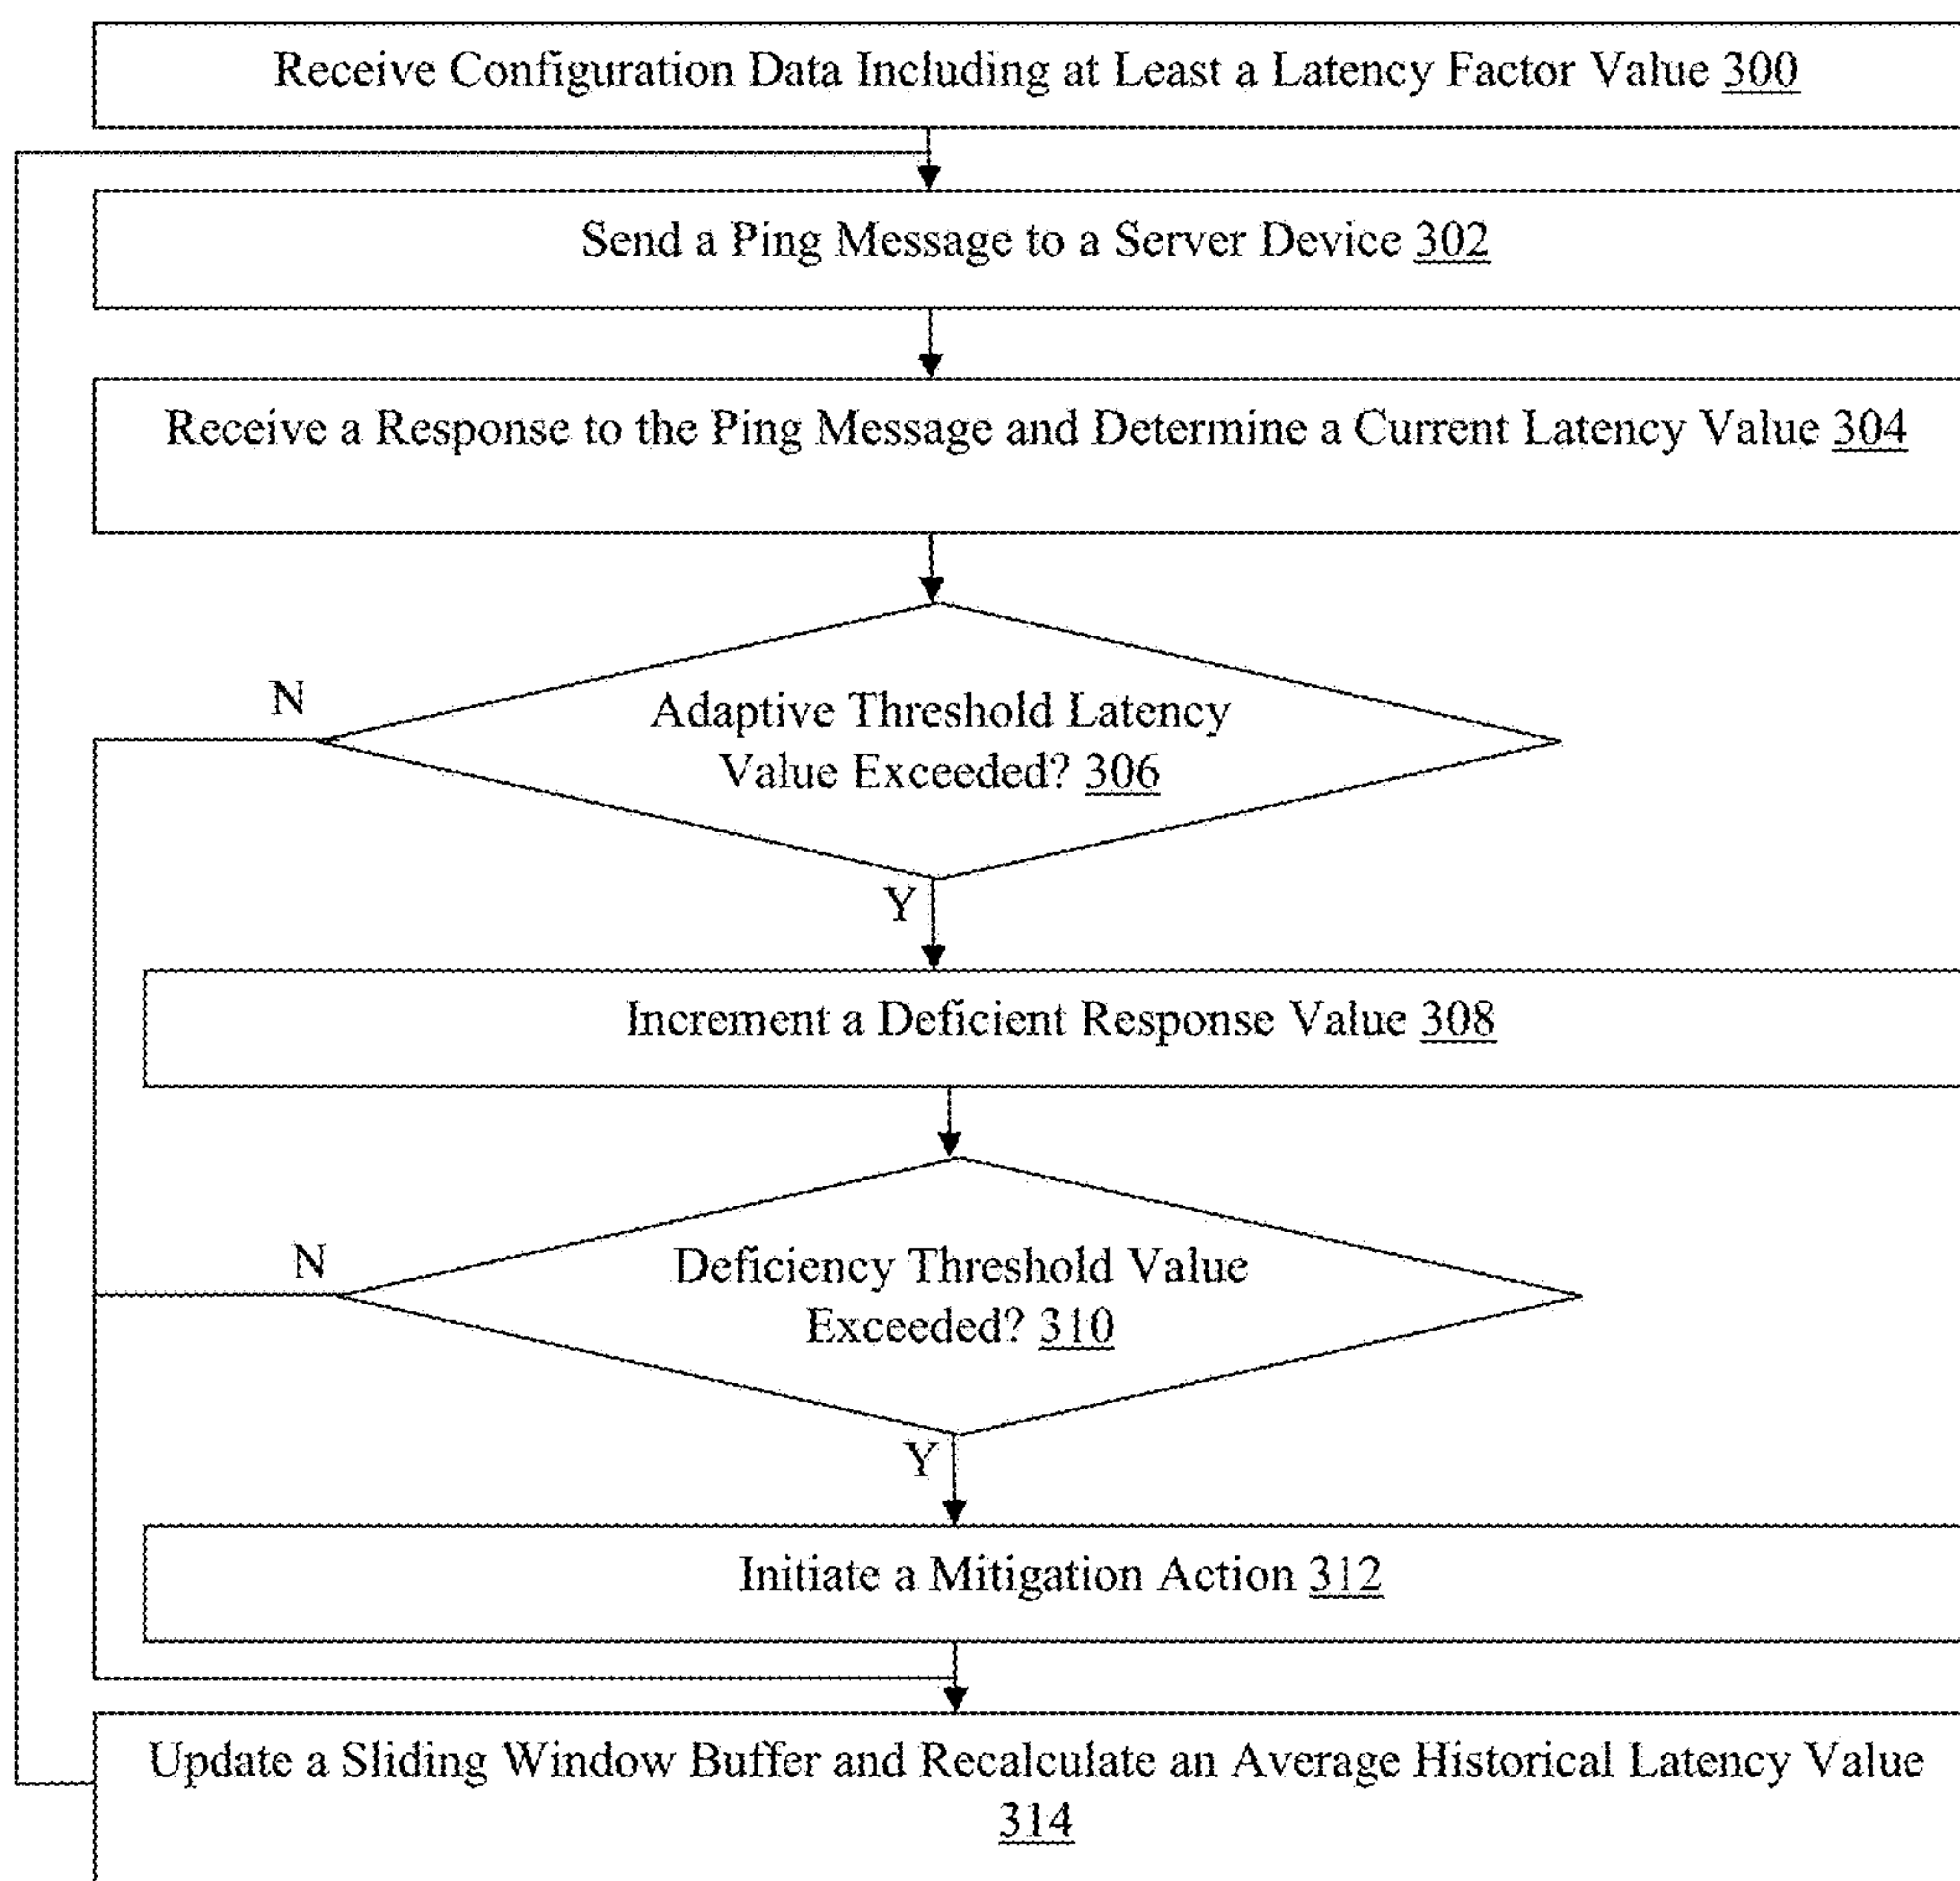 Receive Configuration Data Including at Least a Latency Factor Value 300
Send a Ping Message to a Server Device 302
Receive a Response to the Ping Message and Determine a Current Latency Value 304
N
Adaptive Threshold Latency
Value Exceeded? 306
Y
Increment a Deficient Response Value 308
N
Deficiency Threshold Value
Exceeded? 310
Y
Initiate a Mitigation Action 312
Update a Sliding Window Buffer and Recalculate an Average Historical Latency Value
314